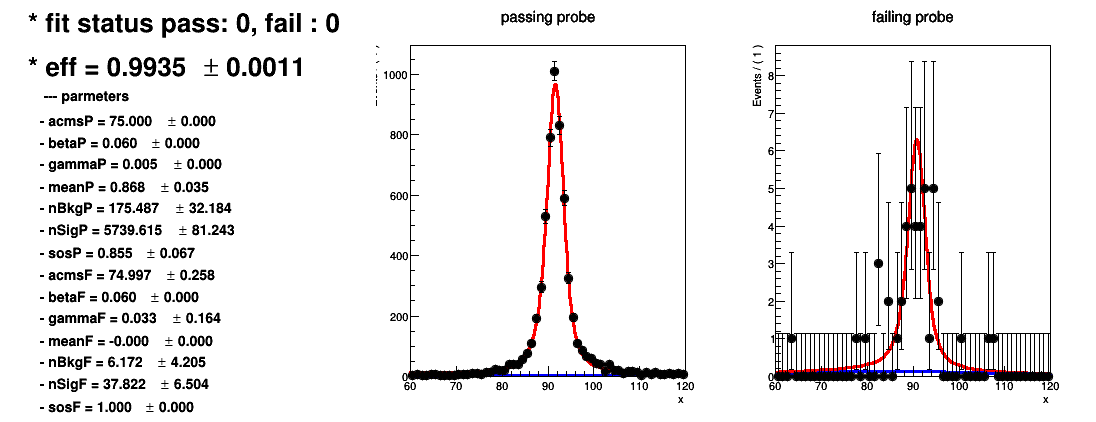 * fit status pass: 0, fail : 0
* eff = 0.9935 ± 0.0011
--- parmeters
- acmsP = 75.000 ± 0.000
- betaP = 0.060 ± 0.000
- gammaP = 0.005 ± 0.000
- meanP = 0.868 ± 0.035
- nBkgP = 175.487 ± 32.184
- nSigP = 5739.615 ± 81.243
- sosP = 0.855 ± 0.067
- acmsF = 74.997 ± 0.258
- betaF = 0.060 ± 0.000
- gammaF = 0.033 ± 0.164
- meanF = -0.000 ± 0.000
- nBkgF = 6.172 ± 4.205
- nSigF = 37.822 ± 6.504
- sosF = 1.000 ± 0.000
passing probe
1000
800
600
400
200
0
60 70 80 90 100 110 120
x
failing probe
Events / ( 1 )
8
7
6
5
4
3
2
1
0
60 70 80 90 100 110 120
x